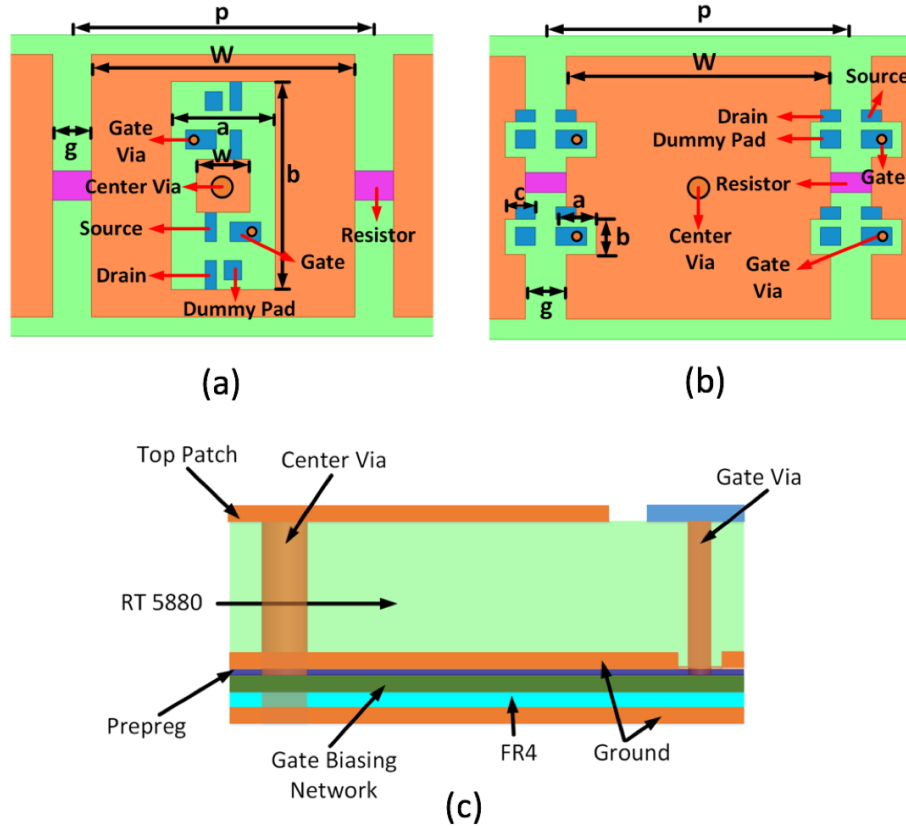 p
W
g
Gate
Via
a
w
Center Via
b
Source
Drain
Gate
Dummy Pad
Resistor
(a)
p
W
Source
Drain
Dummy Pad
Gate
Resistor
c
a
b
Center
Via
Gate
Via
g
(b)
Top Patch
Center Via
Gate Via
RT 5880
Prepreg
Gate Biasing
Network
FR4
Ground
(c)